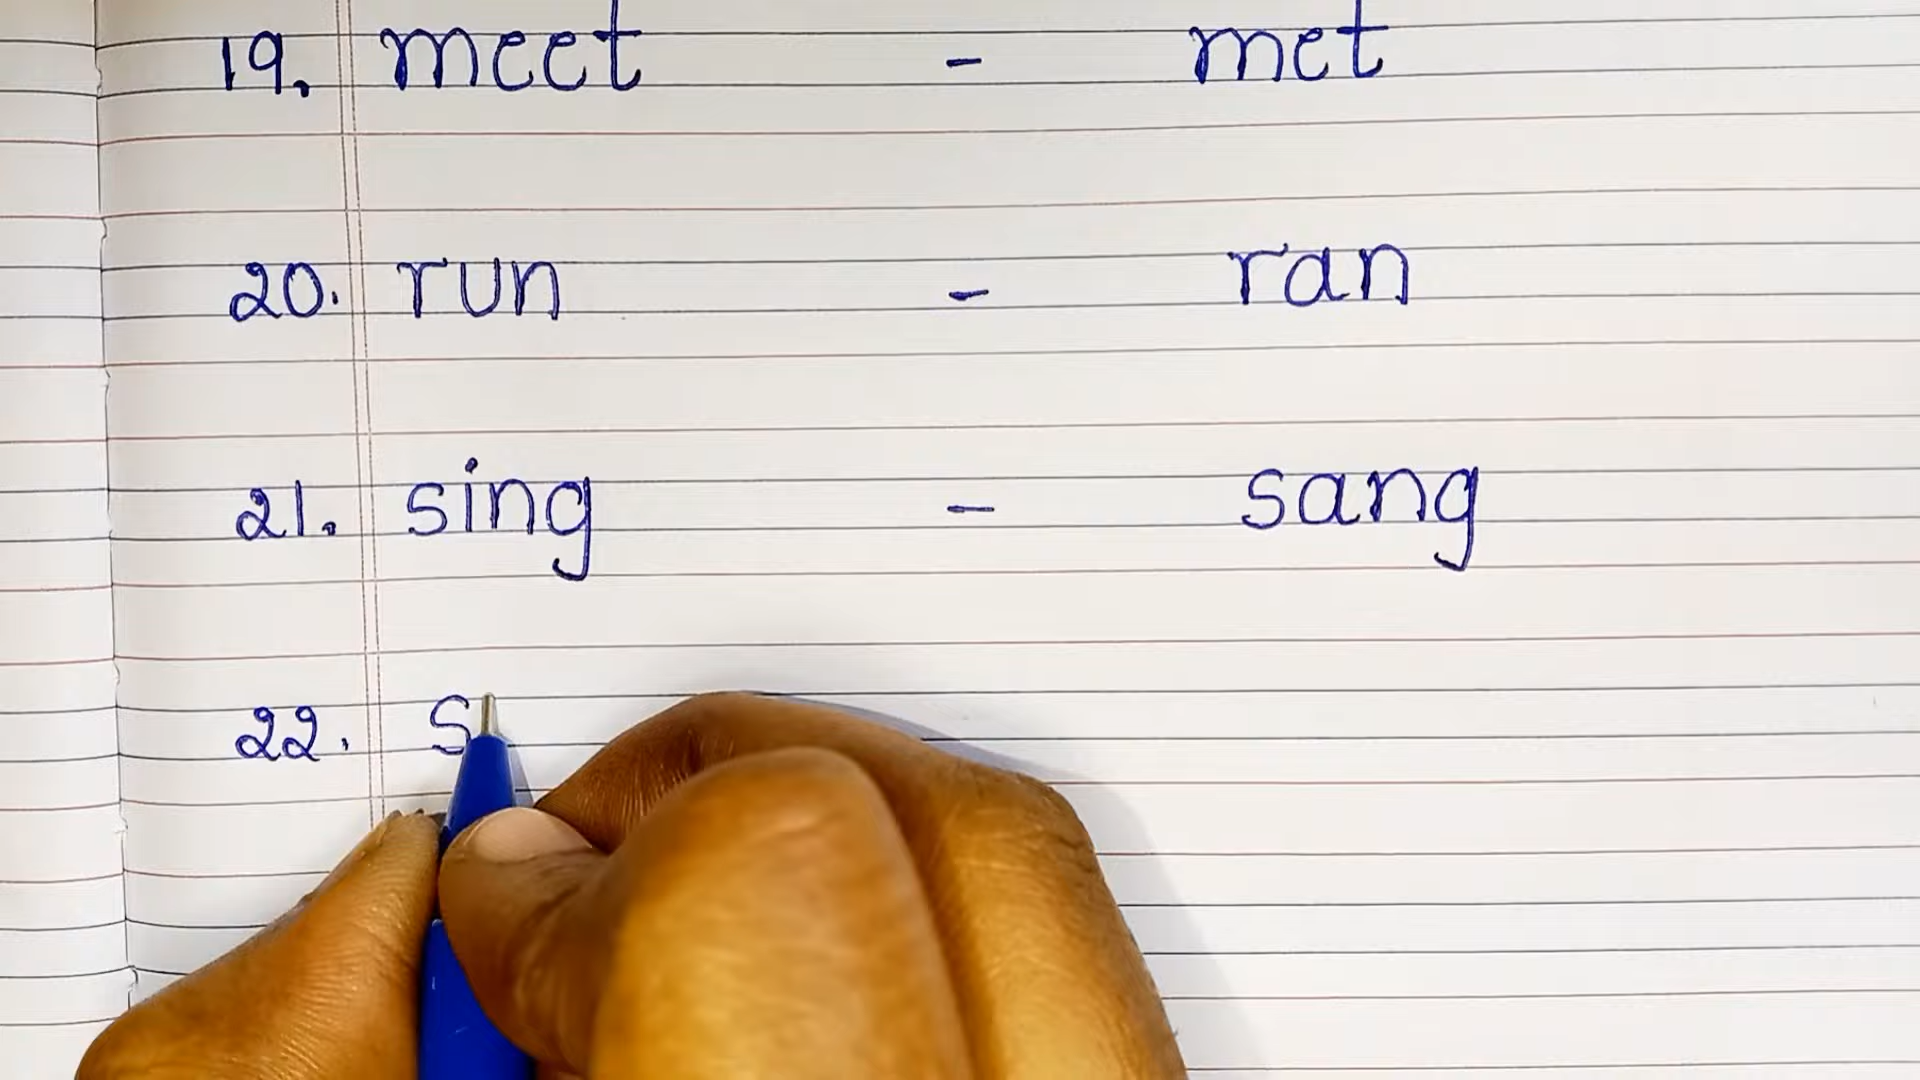 19. meet - met
20. run - ran
21. sing - sang
22. s